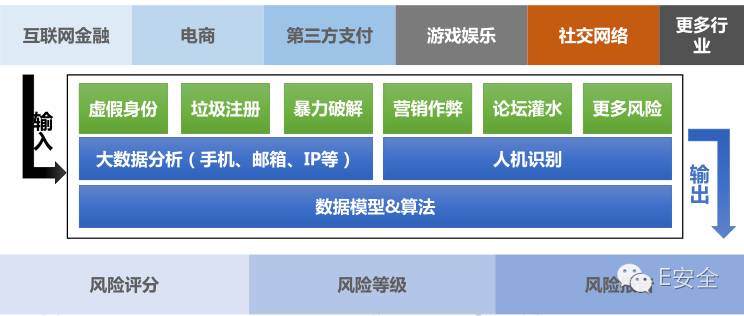 互联网金融
电商
第三方支付
游戏娱乐
社交网络
更多行
业
输入
虚假身份
垃圾注册
暴力破解
营销作弊
论坛灌水
更多风险
大数据分析（手机、邮箱、IP等）
人机识别
数据模型&算法
输出
风险评分
风险等级
风险
E安全